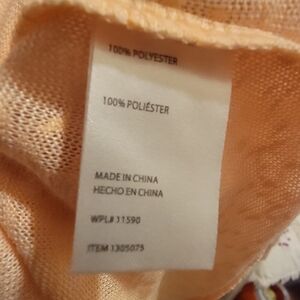 100% POLYESTER
100% POLIÉSTER
MADE IN CHINA
HECHO EN CHINA
WPL# 11590
ITEM 1305075